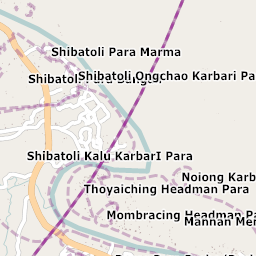 Shibatoli Para Marma
Shibatoli
Shibatoli Ongchao Karbari Pa
Shibatoli Kalu KarbarI Para
Noiong Karb
Thoyaiching Headman Para
Mombracing Headman Pa
Mannan Me